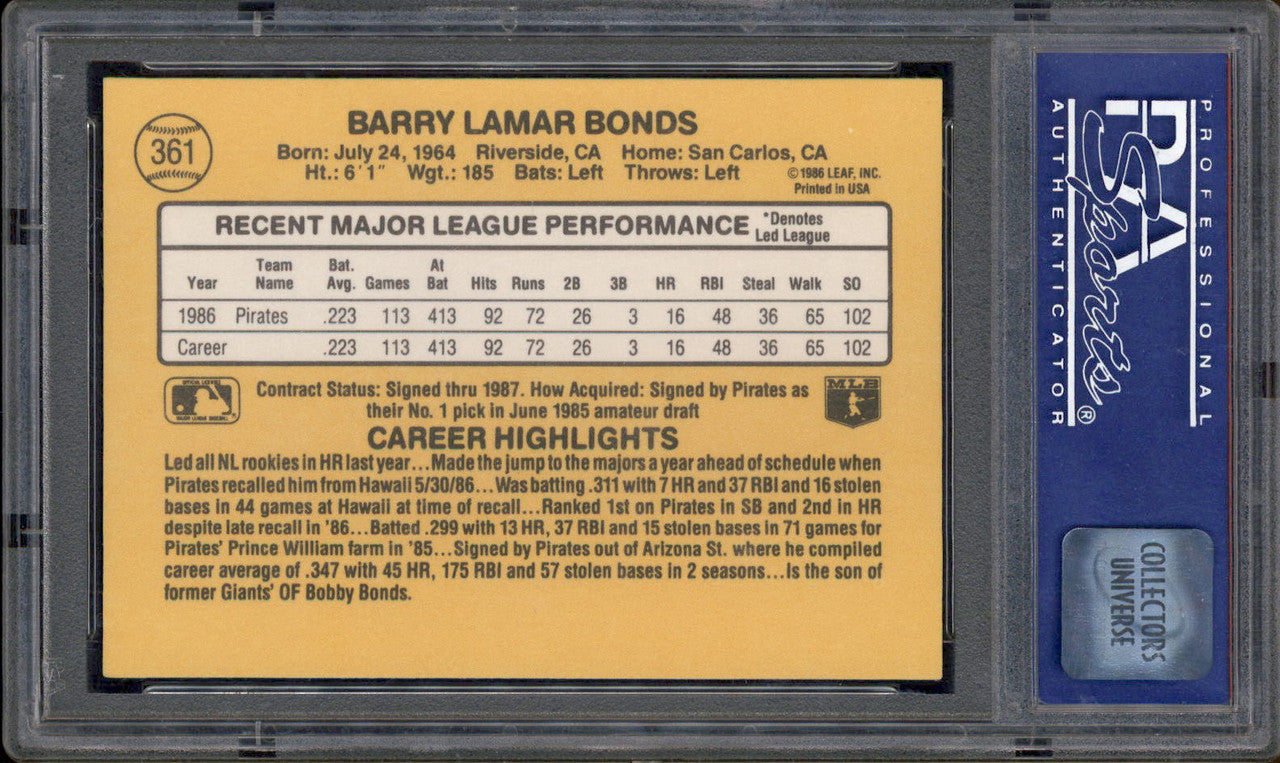 361
BARRY LAMAR BONDS
Born: July 24, 1964 Riverside, CA Home: San Carlos, CA
Ht.: 6'1" Wgt.: 185 Bats: Left Throws: Left
©1986 LEAF, INC.
Printed in USA
RECENT MAJOR LEAGUE PERFORMANCE *Denotes Led League
Year Team Name Bat. Avg. Games At Bat Hits Runs 2B 3B HR RBI Steal Walk SO
1986 Pirates .223 113 413 92 72 26 3 16 48 36 65 102
Career .223 113 413 92 72 26 3 16 48 36 65 102
Contract Status: Signed thru 1987. How Acquired: Signed by Pirates as
their No. 1 pick in June 1985 amateur draft
MLB
CAREER HIGHLIGHTS
Led all NL rookies in HR last year...Made the jump to the majors a year ahead of schedule when
Pirates recalled him from Hawaii 5/30/86...Was batting .311 with 7 HR and 37 RBI and 16 stolen
bases in 44 games at Hawaii at time of recall...Ranked 1st on Pirates in SB and 2nd in HR
despite late recall in '86...Batted .299 with 13 HR, 37 RBI and 15 stolen bases in 71 games for
Pirates' Prince William farm in '85...Signed by Pirates out of Arizona St. where he compiled
career average of .347 with 45 HR, 175 RBI and 57 stolen bases in 2 seasons...Is the son of
former Giants' OF Bobby Bonds.
PROFESSIONAL
PSA
Sports®
AUTHENTICATOR
COLLECTORS
UNIVERSE